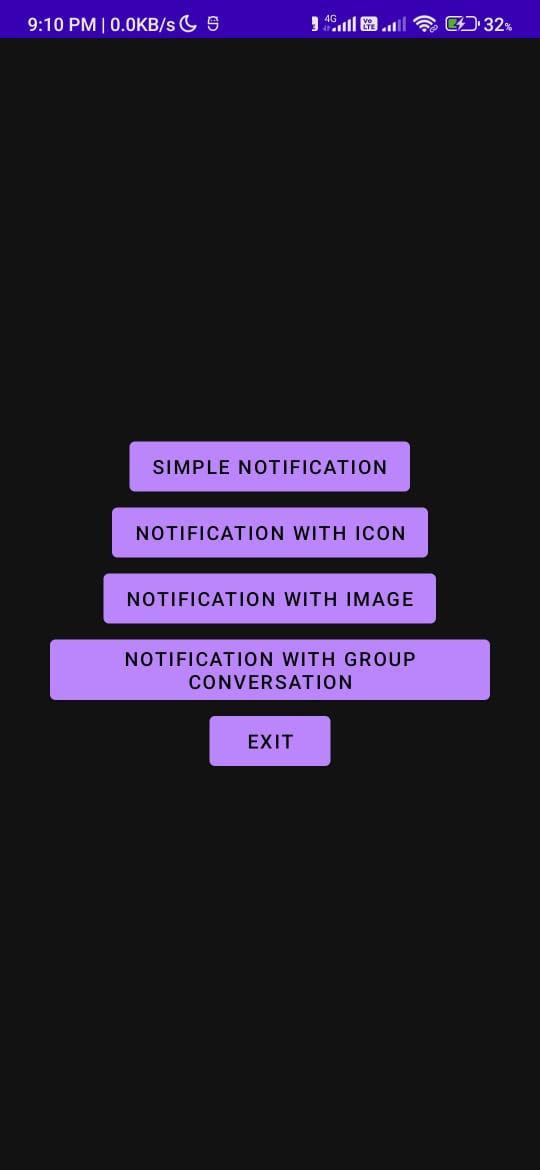 9:10 PM | 0.0KB/s 4G Vo LTE 32%
SIMPLE NOTIFICATION
NOTIFICATION WITH ICON
NOTIFICATION WITH IMAGE
NOTIFICATION WITH GROUP
CONVERSATION
EXIT